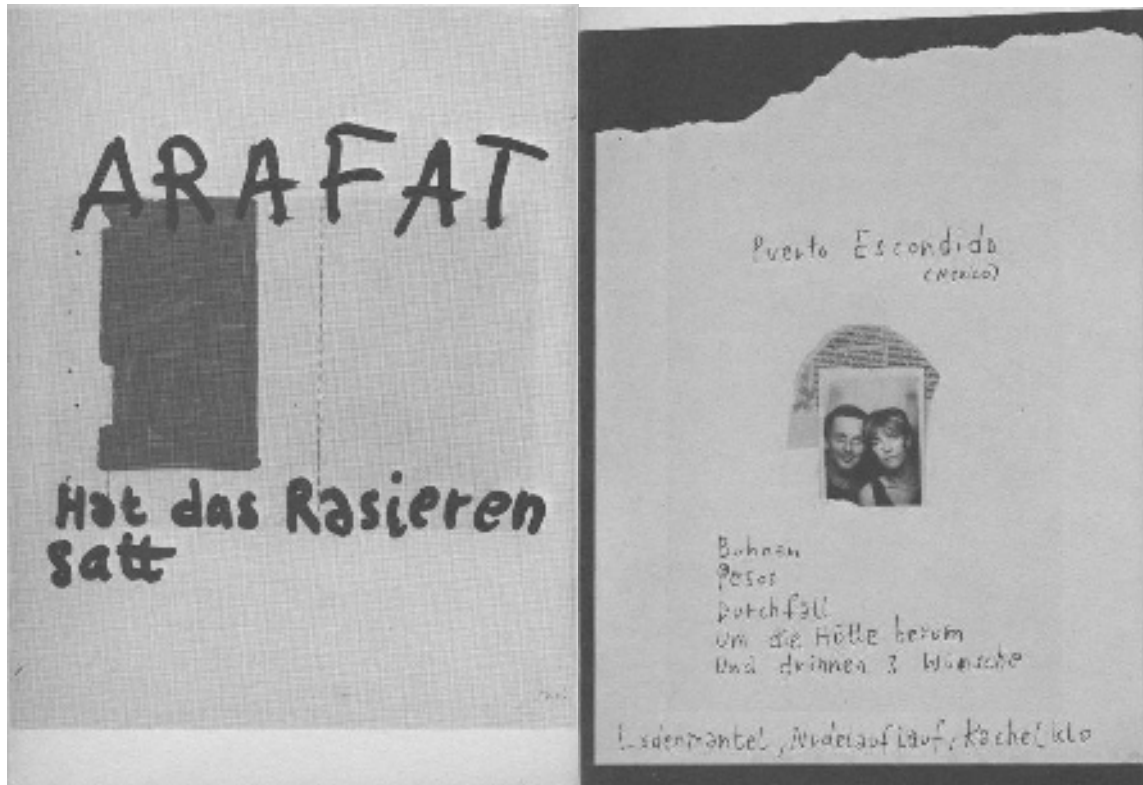 ARAFAT
Hat das Rasieren
satt
Puerto Escondido
(Mexico)
Bohnen
Pesos
Durchfall
um die Hütte herum
und drinnen 3 Wünsche
Lodenmantel, Nudelauflauf, Kachelklo